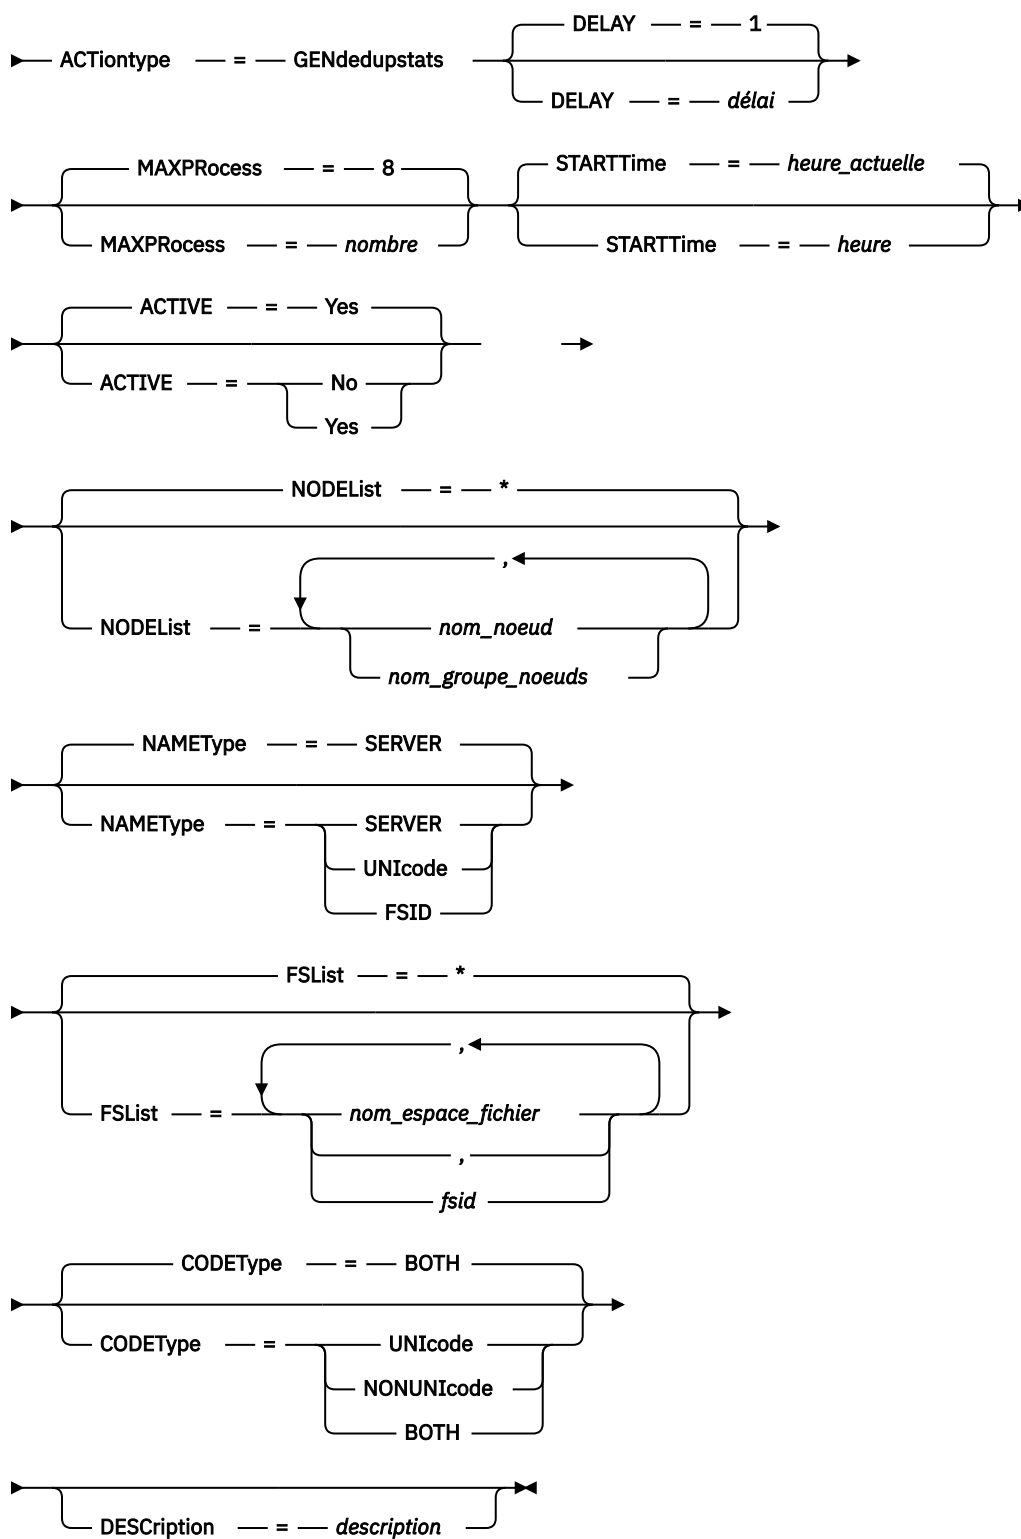 DELAY = 1
ACTiontype = GENdedupstats
DELAY = délai
MAXPRocess = 8
STARTTime = heure_actuelle
MAXPRocess = nombre
STARTTime = heure
ACTIVE = Yes
ACTIVE = No
Yes
NODEList = *
,
NODEList = nom_noeud
nom_groupe_noeuds
NAMEType = SERVER
NAMEType = SERVER
UNIcode
FSID
FSList = *
,
FSList = nom_espace_fichier
,
fsid
CODEType = BOTH
CODEType = UNIcode
NONUNIcode
BOTH
DESCription = description